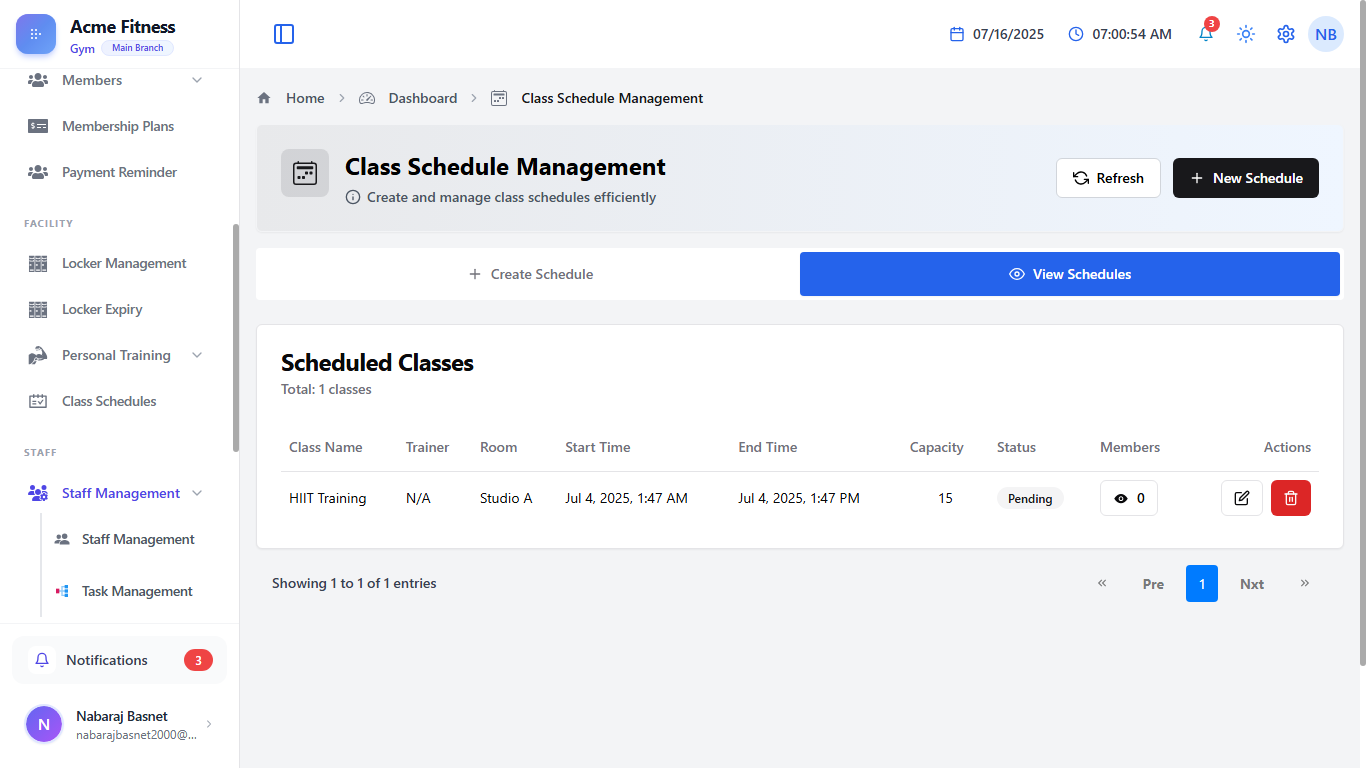 Acme Fitness
Gym Main Branch
Members
Membership Plans
Payment Reminder
FACILITY
Locker Management
Locker Expiry
Personal Training
Class Schedules
STAFF
Staff Management
Staff Management
Task Management
Notifications 3
N Nabaraj Basnet
nabarajbasnet2000@...
07/16/2025 07:00:54 AM 3 NB
Home Dashboard Class Schedule Management
Class Schedule Management
Create and manage class schedules efficiently
Refresh New Schedule
Create Schedule View Schedules
Scheduled Classes
Total: 1 classes
Class Name Trainer Room Start Time End Time Capacity Status Members Actions
HIIT Training N/A Studio A Jul 4, 2025, 1:47 AM Jul 4, 2025, 1:47 PM 15 Pending 0
Showing 1 to 1 of 1 entries « Pre 1 Nxt »